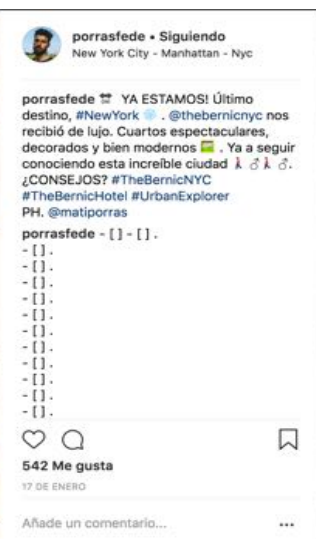 porrasfede • Siguiendo
New York City - Manhattan - Nyc
porrasfede YA ESTAMOS! Último
destino, #NewYork . @thebernicnyc nos
recibió de lujo. Cuartos espectaculares,
decorados y bien modernos . Ya a seguir
conociendo esta increíble ciudad ♂ ♂.
¿CONSEJOS? #TheBernicNYC
#TheBernicHotel #UrbanExplorer
PH. @matiporras
porrasfede - [ ] - [ ] .
- [ ] .
- [ ] .
- [ ] .
- [ ] .
- [ ] .
- [ ] .
- [ ] .
- [ ] .
- [ ] .
- [ ] .
- [ ] .
542 Me gusta
17 DE ENERO
Añade un comentario...